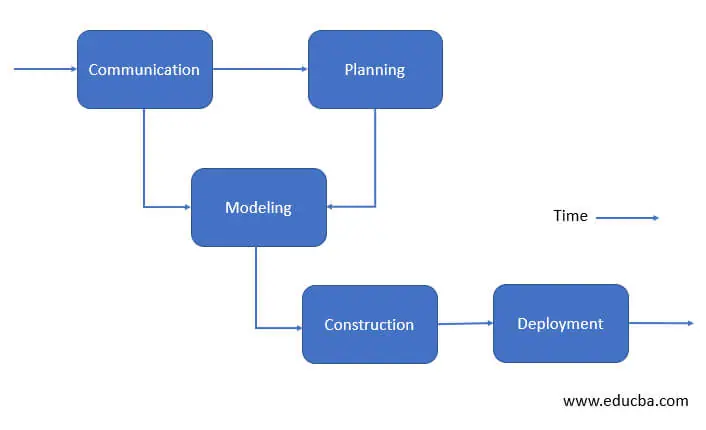 Communication
Planning
Modeling
Time
Construction
Deployment
www.educba.com